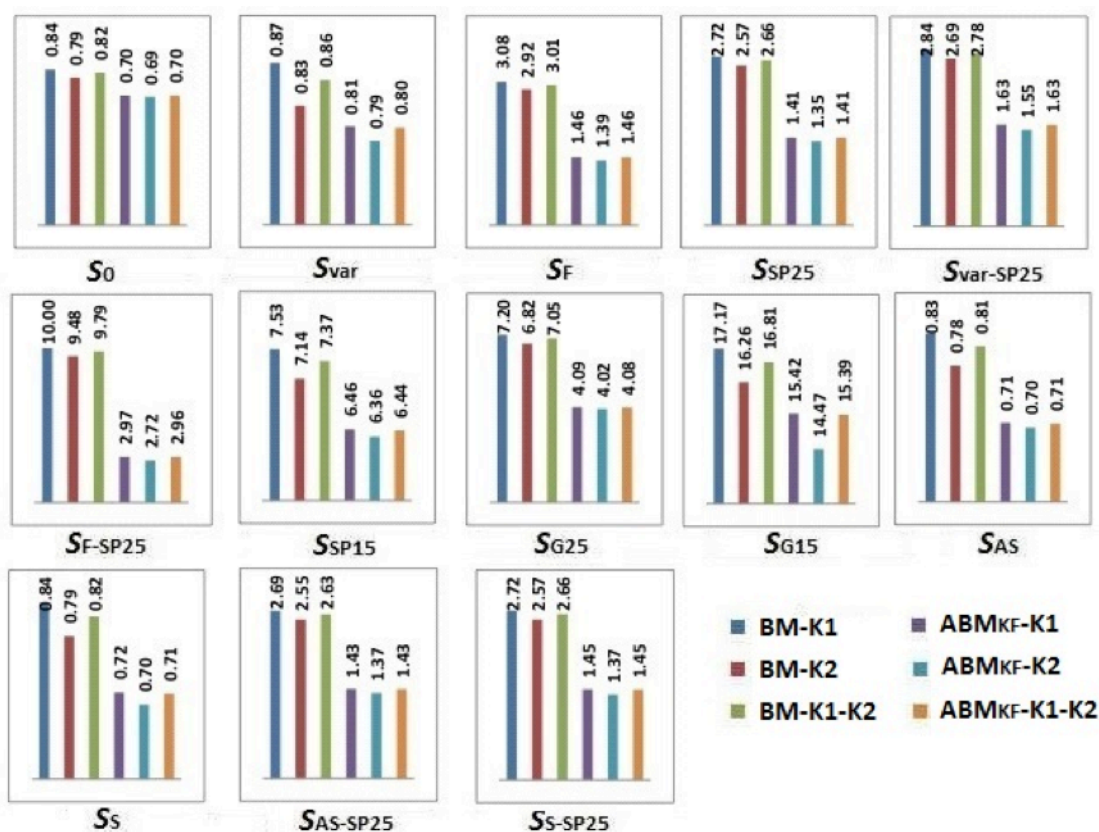 0.84 0.79 0.82 0.70 0.69 0.70
S0
0.87 0.83 0.86 0.81 0.79 0.80
Svar
3.08 2.92 3.01 1.46 1.39 1.46
SF
2.72 2.57 2.66 1.41 1.35 1.41
SSP25
2.84 2.69 2.78 1.63 1.55 1.63
Svar-SP25
10.00 9.48 9.79 2.97 2.72 2.96
SF-SP25
7.53 7.14 7.37 6.46 6.36 6.44
SSP15
7.20 6.82 7.05 4.09 4.02 4.08
SG25
17.17 16.26 16.81 15.42 14.47 15.39
SG15
0.83 0.78 0.81 0.71 0.70 0.71
SAS
0.84 0.79 0.82 0.72 0.70 0.71
SS
2.69 2.55 2.63 1.43 1.37 1.43
SAS-SP25
2.72 2.57 2.66 1.45 1.37 1.45
SS-SP25
BM-K1
BM-K2
BM-K1-K2
ABMKF-K1
ABMKF-K2
ABMKF-K1-K2